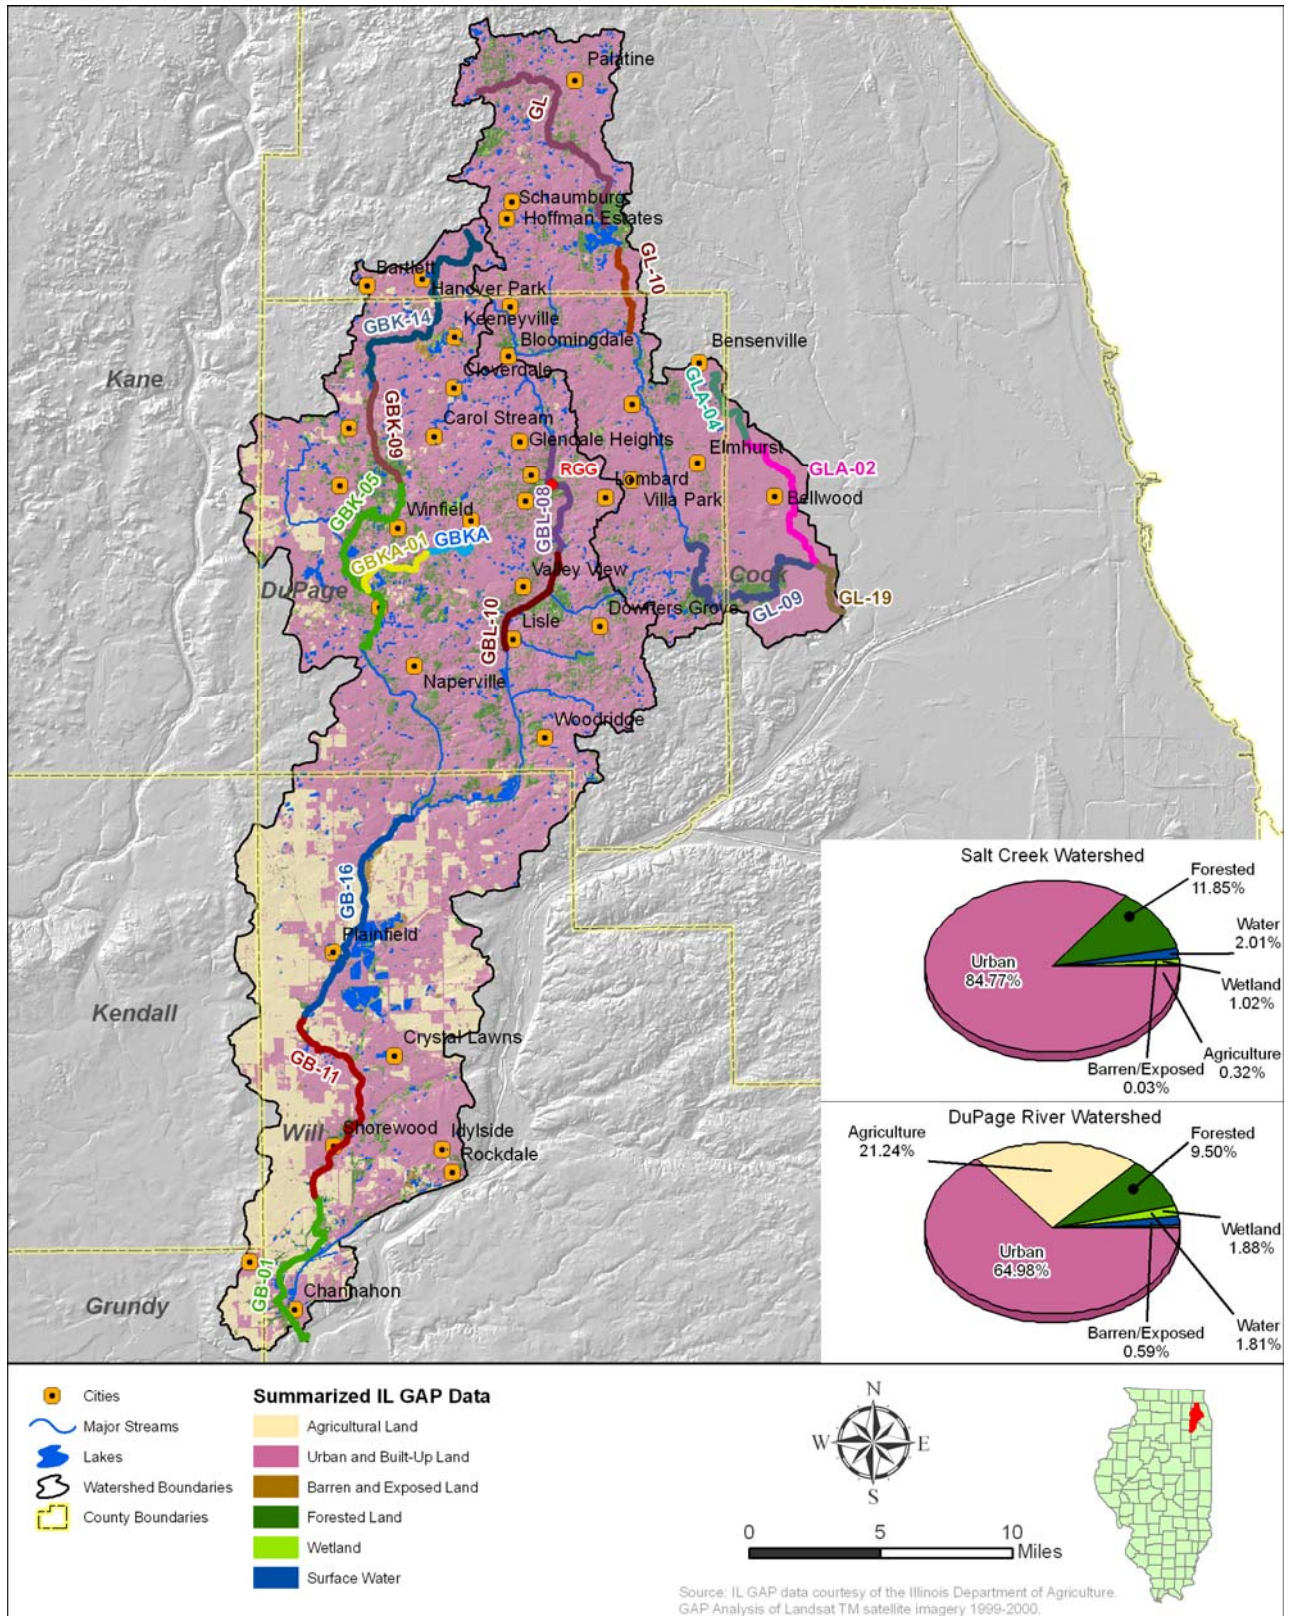 Palatine
GL
Schaumburg
Hoffman Estates
GL-10
Bartlett
Hanover Park
GBK-14
Keeneyville
Bloomingdale
Bensenville
Kane
Cloverdale
GLA-04
GBK-09
Carol Stream
Glendale Heights
Elmhurst
RGG
GLA-02
Lombard
Villa Park
Bellwood
GBK-05
Winfield
GBL-08
GBKA-01
GBKA
Valley View
Cook
DuPage
GL-09
GL-19
Downers Grove
GBL-10
Lisle
Naperville
Woodridge
GB-16
Plainfield
Kendall
Crystal Lawns
GB-11
Will
Shorewood
Idylside
Rockdale
GB-01
Channahon
Grundy
Salt Creek Watershed
Forested
11.85%
Water
2.01%
Urban
84.77%
Wetland
1.02%
Agriculture
0.32%
Barren/Exposed
0.03%
DuPage River Watershed
Agriculture
21.24%
Forested
9.50%
Wetland
1.88%
Urban
64.98%
Water
1.81%
Barren/Exposed
0.59%
Cities
Major Streams
Lakes
Watershed Boundaries
County Boundaries
Summarized IL GAP Data
Agricultural Land
Urban and Built-Up Land
Barren and Exposed Land
Forested Land
Wetland
Surface Water
N
W
E
S
0
5
10
Miles
Source: IL GAP data courtesy of the Illinois Department of Agriculture.
GAP Analysis of Landsat TM satellite imagery 1999-2000.